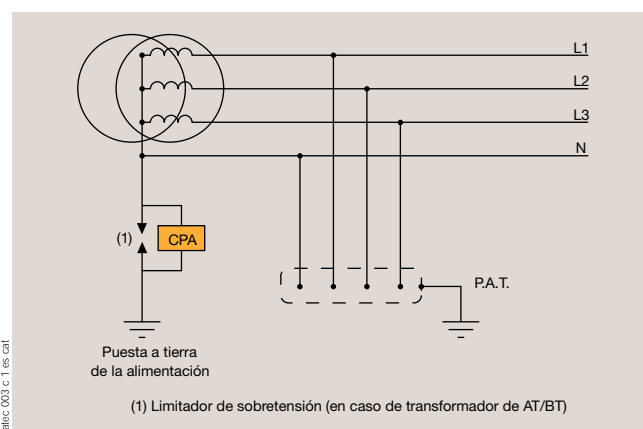 L1
L2
L3
N
(1)
CPA
P.A.T.
Puesta a tierra
de la alimentación
(1) Limitador de sobretensión (en caso de transformador de AT/BT)
atec 003 c 1 es cat